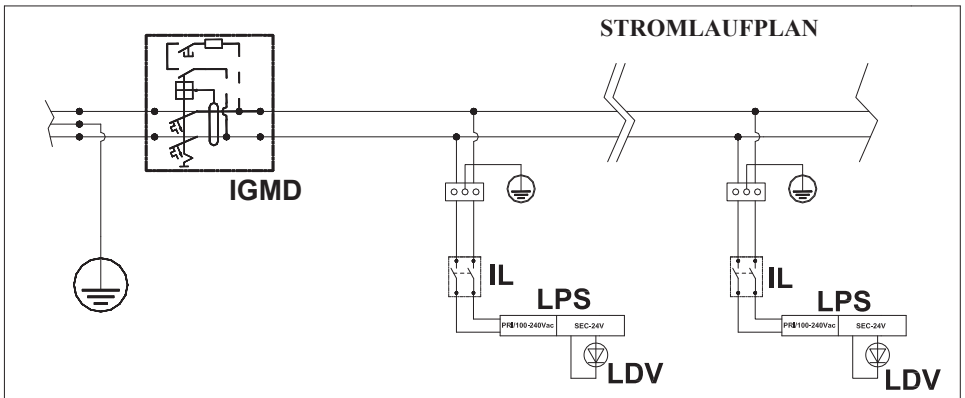 STROMLAUFPLAN
IGMD
IL
IL
LPS
LPS
PRI/100-240Vac SEC-24V
PRI/100-240Vac SEC-24V
LDV
LDV